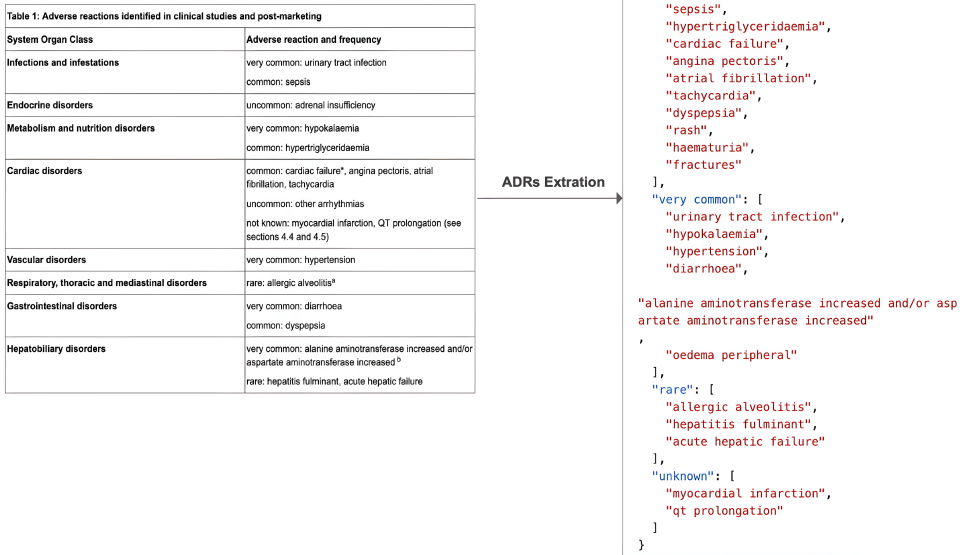 Table 1: Adverse reactions identified in clinical studies and post-marketing
System Organ Class Adverse reaction and frequency
Infections and infestations very common: urinary tract infection
common: sepsis
Endocrine disorders uncommon: adrenal insufficiency
Metabolism and nutrition disorders very common: hypokalaemia
common: hypertriglyceridaemia
Cardiac disorders common: cardiac failure*, angina pectoris, atrial
fibrillation, tachycardia
uncommon: other arrhythmias
not known: myocardial infarction, QT prolongation (see
sections 4.4 and 4.5)
Vascular disorders very common: hypertension
Respiratory, thoracic and mediastinal disorders rare: allergic alveolitisᵃ
Gastrointestinal disorders very common: diarrhoea
common: dyspepsia
Hepatobiliary disorders very common: alanine aminotransferase increased and/or
aspartate aminotransferase increased ᵇ
rare: hepatitis fulminant, acute hepatic failure
ADRs Extration
"sepsis",
"hypertriglyceridaemia",
"cardiac failure",
"angina pectoris",
"atrial fibrillation",
"tachycardia",
"dyspepsia",
"rash",
"haematuria",
"fractures"
],
"very common": [
"urinary tract infection",
"hypokalaemia",
"hypertension",
"diarrhoea",
"alanine aminotransferase increased and/or asp
artate aminotransferase increased"
,
"oedema peripheral"
],
"rare": [
"allergic alveolitis",
"hepatitis fulminant",
"acute hepatic failure"
],
"unknown": [
"myocardial infarction",
"qt prolongation"
]
}